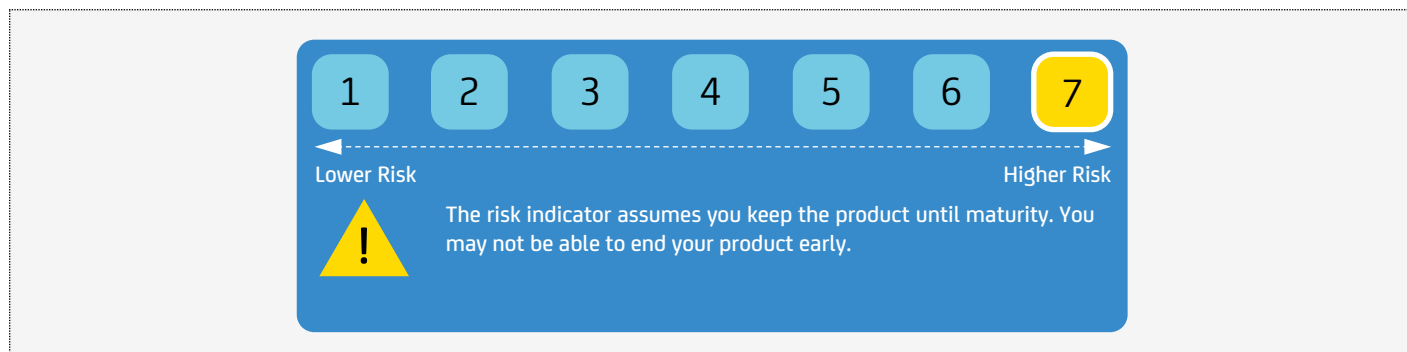 1 2 3 4 5 6 7
Lower Risk Higher Risk
The risk indicator assumes you keep the product until maturity. You
may not be able to end your product early.
!